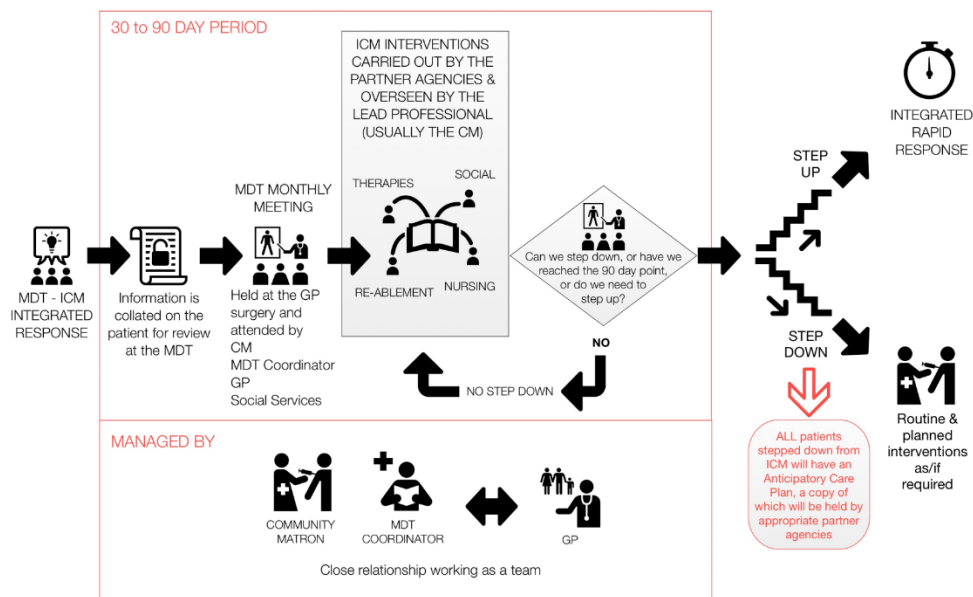 30 to 90 DAY PERIOD
MDT - ICM
INTEGRATED
RESPONSE
Information is
collated on the
patient for review
at the MDT
MDT MONTHLY
MEETING
Held at the GP
surgery and
attended by
CM
MDT Coordinator
GP
Social Services
ICM INTERVENTIONS
CARRIED OUT BY THE
PARTNER AGENCIES &
OVERSEEN BY THE
LEAD PROFESSIONAL
(USUALLY THE CM)
THERAPIES
SOCIAL
RE-ABLEMENT
NURSING
Can we step down, or have we
reached the 90 day point,
or do we need to
step up?
NO
NO STEP DOWN
STEP
UP
INTEGRATED
RAPID
RESPONSE
STEP
DOWN
Routine &
planned
interventions
as/if
required
ALL patients
stepped down from
ICM will have an
Anticipatory Care
Plan, a copy of
which will be held by
appropriate partner
agencies
MANAGED BY
COMMUNITY
MATRON
MDT
COORDINATOR
GP
Close relationship working as a team